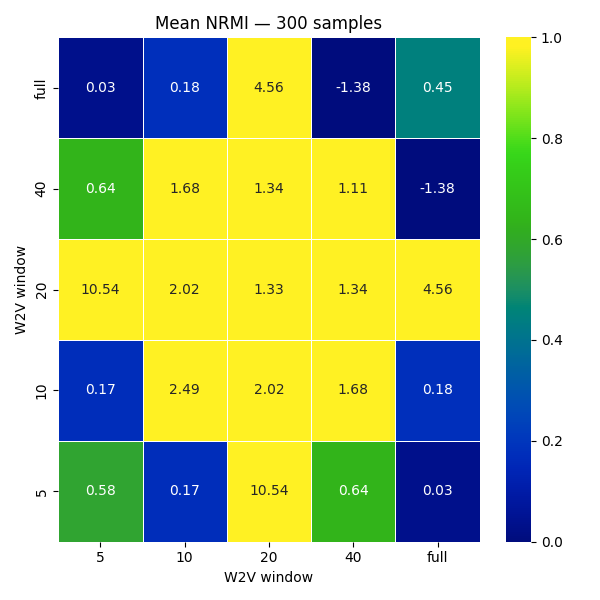 Mean NRMI — 300 samples
full 0.03 0.18 4.56 -1.38 0.45
40 0.64 1.68 1.34 1.11 -1.38
20 10.54 2.02 1.33 1.34 4.56
10 0.17 2.49 2.02 1.68 0.18
5 0.58 0.17 10.54 0.64 0.03
5 10 20 40 full
W2V window
W2V window
1.0
0.8
0.6
0.4
0.2
0.0